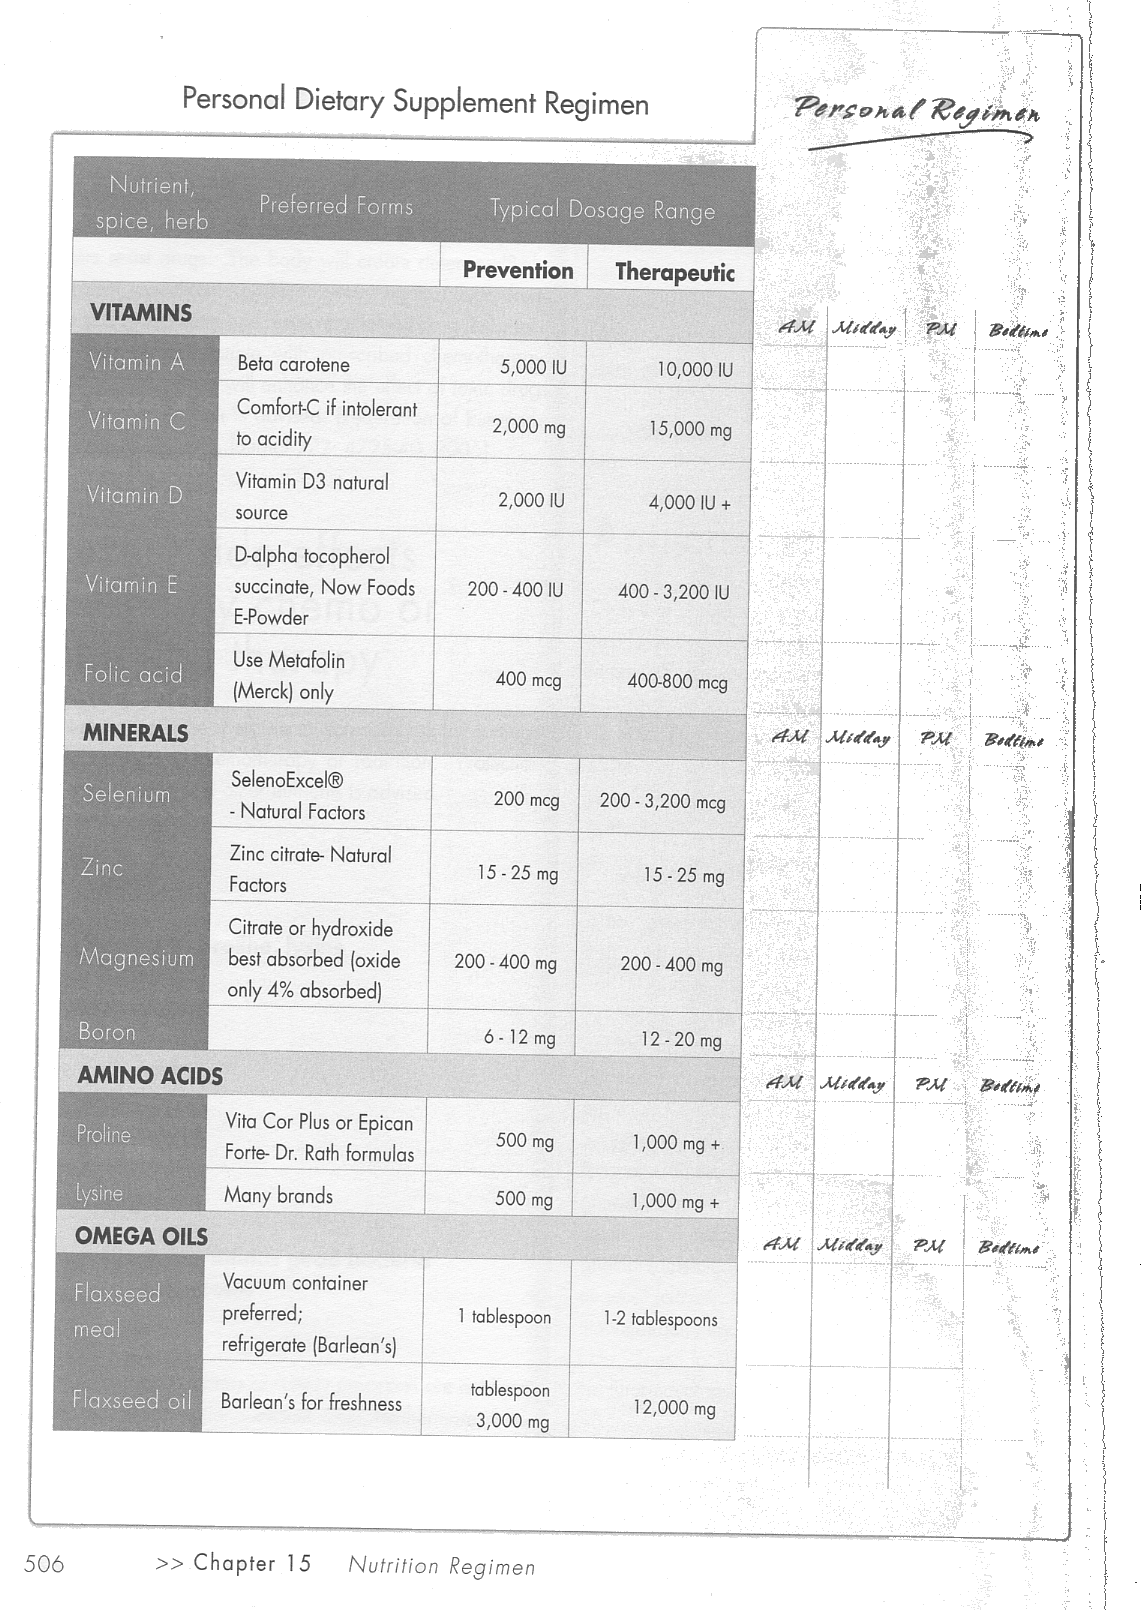 Personal Dietary Supplement Regimen
Personal Regimen
Nutrient,
spice, herb
Preferred Forms
Typical Dosage Range
Prevention
Therapeutic
VITAMINS
AM Midday PM Bedtime
Vitamin A
Beta carotene
5,000 IU
10,000 IU
Vitamin C
Comfort-C if intolerant
to acidity
2,000 mg
15,000 mg
Vitamin D
Vitamin D3 natural
source
2,000 IU
4,000 IU +
Vitamin E
D-alpha tocopherol
succinate, Now Foods
E-Powder
200 - 400 IU
400 - 3,200 IU
Folic acid
Use Metafolin
(Merck) only
400 mcg
400-800 mcg
MINERALS
AM Midday PM Bedtime
Selenium
SelenoExcel®
- Natural Factors
200 mcg
200 - 3,200 mcg
Zinc
Zinc citrate- Natural
Factors
15 - 25 mg
15 - 25 mg
Magnesium
Citrate or hydroxide
best absorbed (oxide
only 4% absorbed)
200 - 400 mg
200 - 400 mg
Boron
6 - 12 mg
12 - 20 mg
AMINO ACIDS
AM Midday PM Bedtime
Proline
Vita Cor Plus or Epican
Forte- Dr. Rath formulas
500 mg
1,000 mg +
Lysine
Many brands
500 mg
1,000 mg +
OMEGA OILS
AM Midday PM Bedtime
Flaxseed
meal
Vacuum container
preferred;
refrigerate (Barlean's)
1 tablespoon
1-2 tablespoons
Flaxseed oil
Barlean's for freshness
tablespoon
3,000 mg
12,000 mg
506 >> Chapter 15 Nutrition Regimen